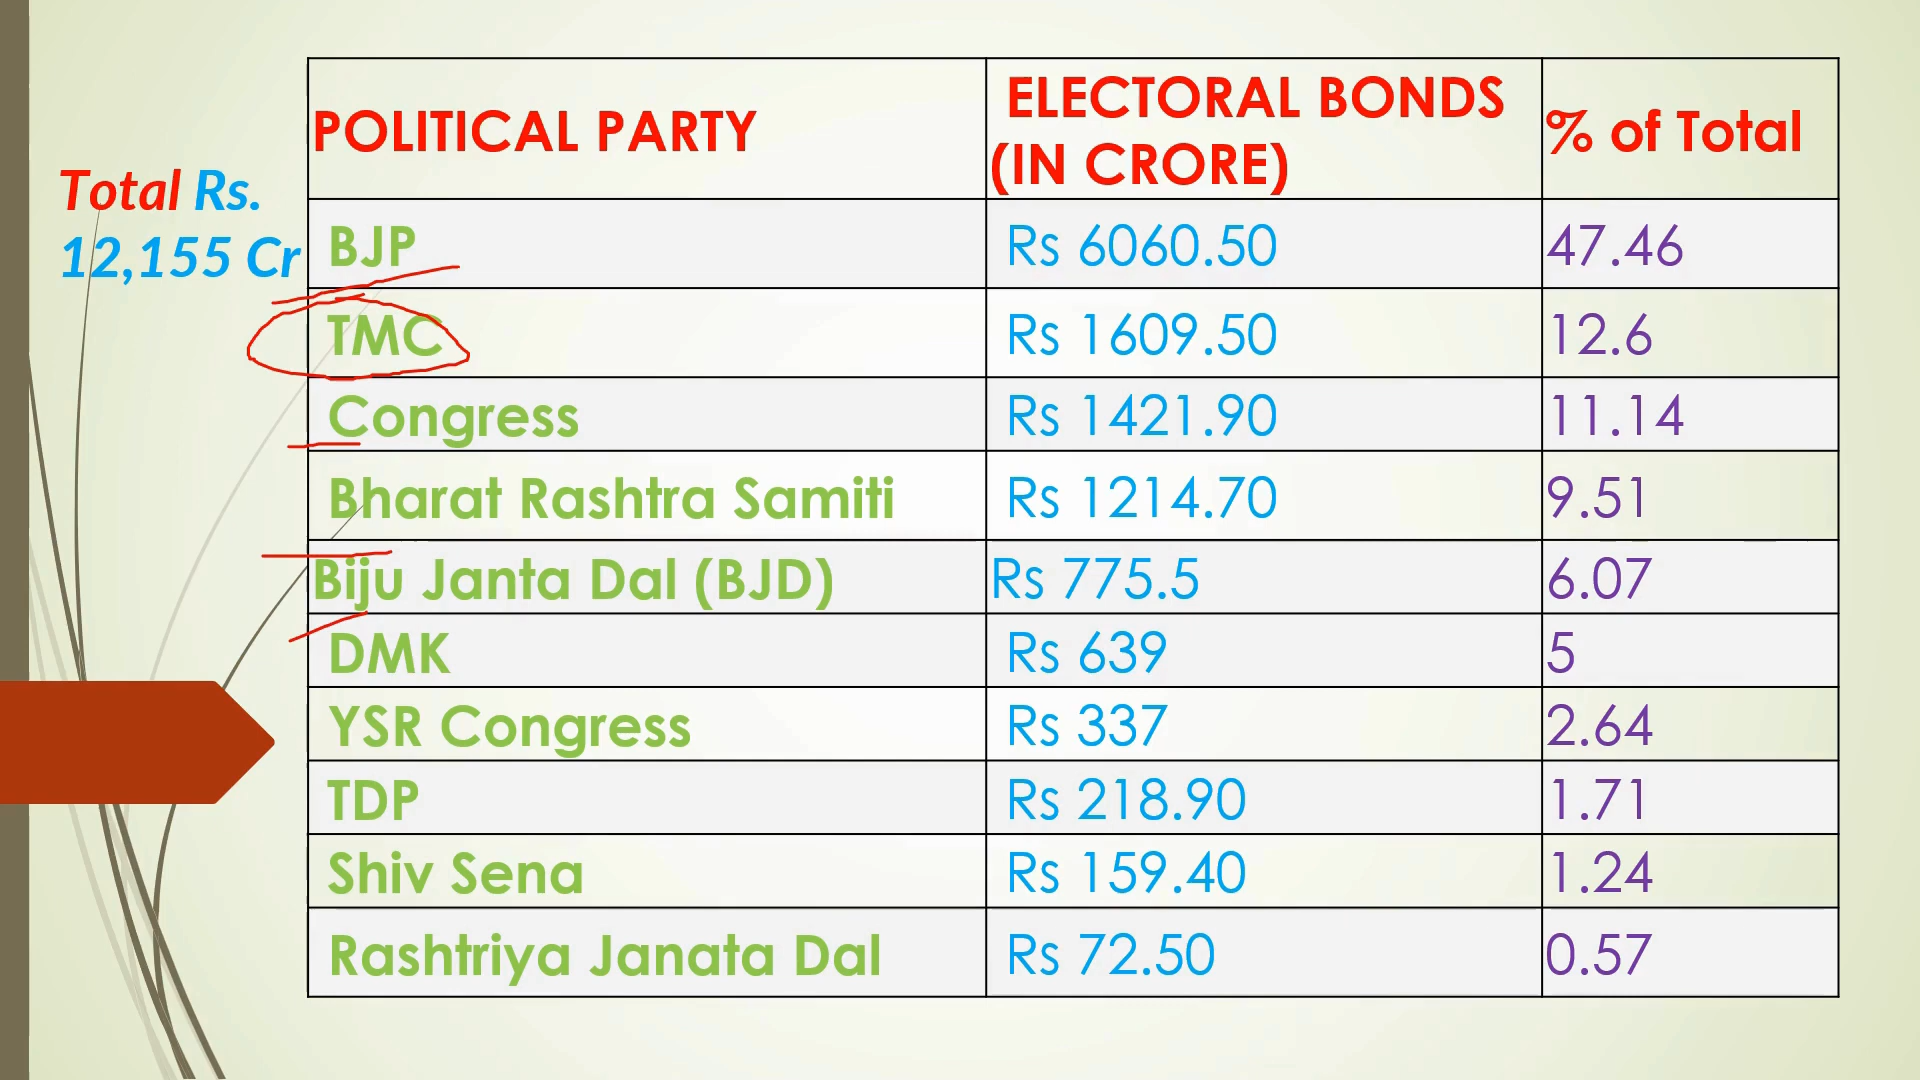 Total Rs.
12,155 Cr
POLITICAL PARTY
ELECTORAL BONDS
(IN CRORE)
% of Total
BJP Rs 6060.50 47.46
TMC Rs 1609.50 12.6
Congress Rs 1421.90 11.14
Bharat Rashtra Samiti Rs 1214.70 9.51
Biju Janta Dal (BJD) Rs 775.5 6.07
DMK Rs 639 5
YSR Congress Rs 337 2.64
TDP Rs 218.90 1.71
Shiv Sena Rs 159.40 1.24
Rashtriya Janata Dal Rs 72.50 0.57